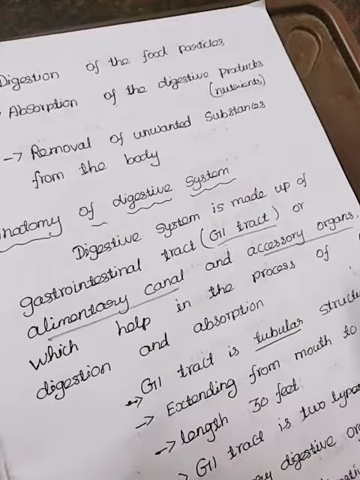 Digestion of the food particles
Absorption of the digestive products
(nutrients)
-> Removal of unwanted substances
from the body
Anatomy of digestive system
Digestive system is made up of
gastrointestinal tract (GI tract) or
alimentary canal and accessory organs.
which help in the process of
digestion and absorption
-> GI tract is tubular
-> Extending from mouth to
-> length 30 feet.
-> GI tract is two types
digestive